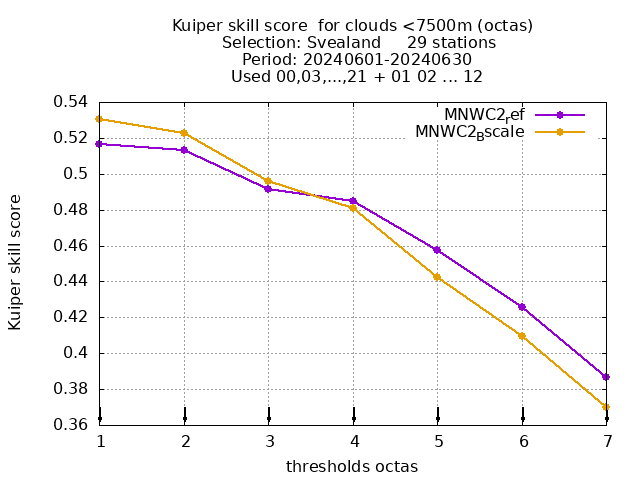 Kuiper skill score  for clouds <7500m (octas)
Selection: Svealand     29 stations
Period: 20240601-20240630
Used 00,03,...,21 + 01 02 ... 12
MNWC2ref
MNWC2Bscale
Kuiper skill score
0.54
0.52
0.5
0.48
0.46
0.44
0.42
0.4
0.38
0.36
1 2 3 4 5 6 7
thresholds octas